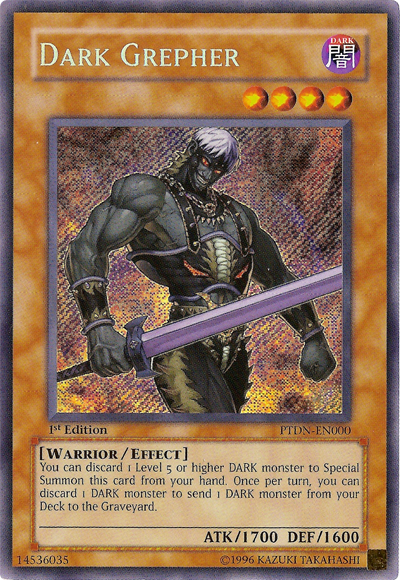 DARK GREPHER
DARK
闇
1st Edition
PTDN-EN000
[WARRIOR / EFFECT]
You can discard 1 Level 5 or higher DARK monster to Special
Summon this card from your hand. Once per turn, you can
discard 1 DARK monster to send 1 DARK monster from your
Deck to the Graveyard.
ATK/1700 DEF/1600
14536035
©1996 KAZUKI TAKAHASHI